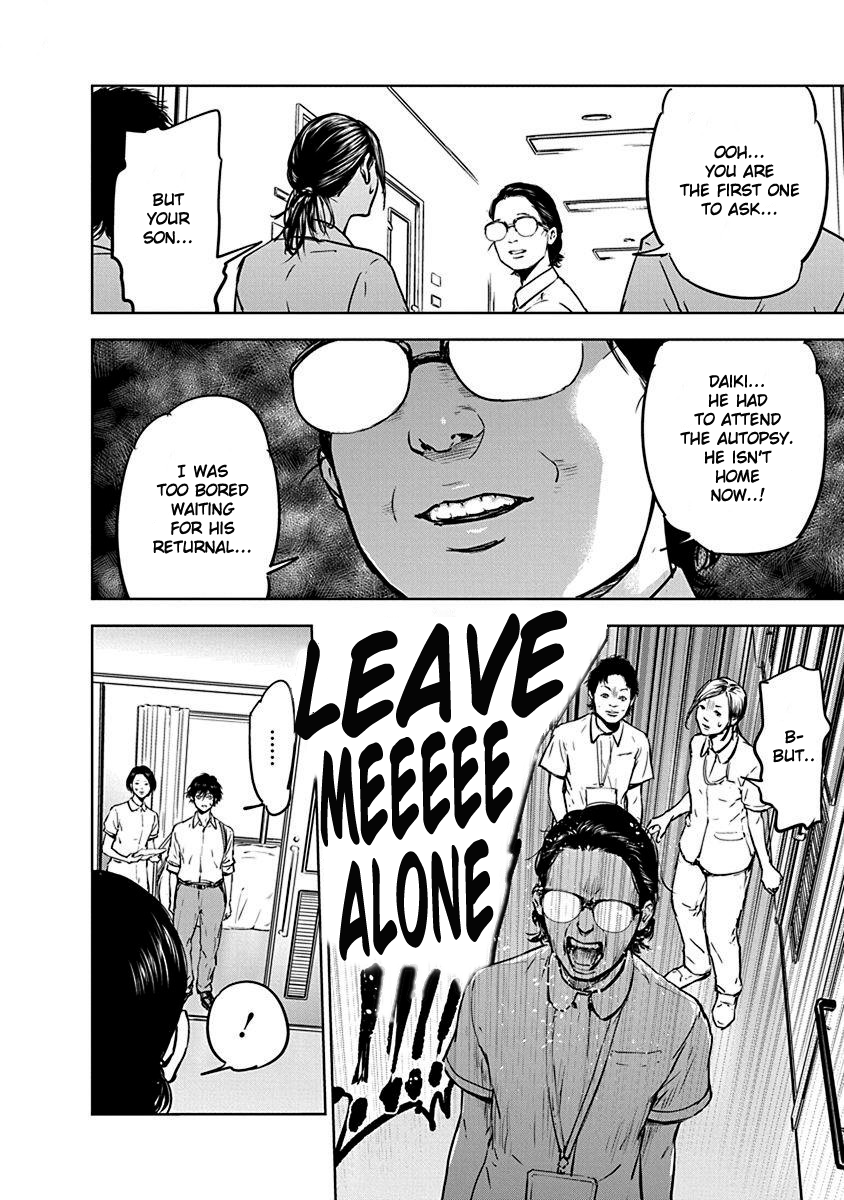 OOH...
YOU ARE
THE FIRST ONE
TO ASK...
BUT
YOUR
SON...
DAIKI...
HE HAD
TO ATTEND
THE AUTOPSY.
HE ISN'T
HOME
NOW..!
I WAS
TOO BORED
WAITING
FOR HIS
RETURNAL...
B-
BUT..
LEAVE
MEEEEE
ALONE
!!!!
........
!